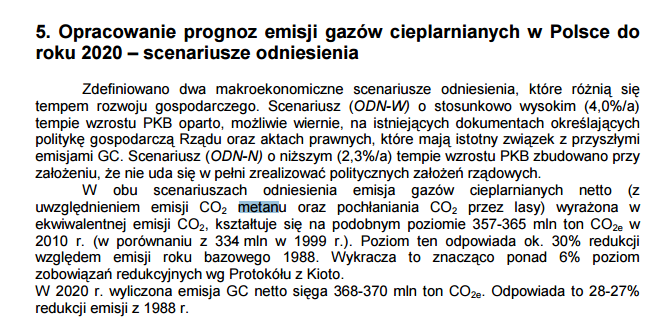 5. Opracowanie prognoz emisji gazów cieplarnianych w Polsce do
roku 2020 – scenariusze odniesienia
Zdefiniowano dwa makroekonomiczne scenariusze odniesienia, które różnią się
tempem rozwoju gospodarczego. Scenariusz (ODN-W) o stosunkowo wysokim (4,0%/a)
tempie wzrostu PKB oparto, możliwie wiernie, na istniejących dokumentach określających
politykę gospodarczą Rządu oraz aktach prawnych, które mają istotny związek z przyszłymi
emisjami GC. Scenariusz (ODN-N) o niższym (2,3%/a) tempie wzrostu PKB zbudowano przy
założeniu, że nie uda się w pełni zrealizować politycznych założeń rządowych.
W obu scenariuszach odniesienia emisja gazów cieplarnianych netto (z
uwzględnieniem emisji CO₂ metanu oraz pochłaniania CO₂ przez lasy) wyrażona w
ekwiwalentnej emisji CO₂, kształtuje się na podobnym poziomie 357-365 mln ton CO₂ₑ w
2010 r. (w porównaniu z 334 mln w 1999 r.). Poziom ten odpowiada ok. 30% redukcji
względem emisji roku bazowego 1988. Wykracza to znacząco ponad 6% poziom
zobowiązań redukcyjnych wg Protokółu z Kioto.
W 2020 r. wyliczona emisja GC netto sięga 368-370 mln ton CO₂ₑ. Odpowiada to 28-27%
redukcji emisji z 1988 r.